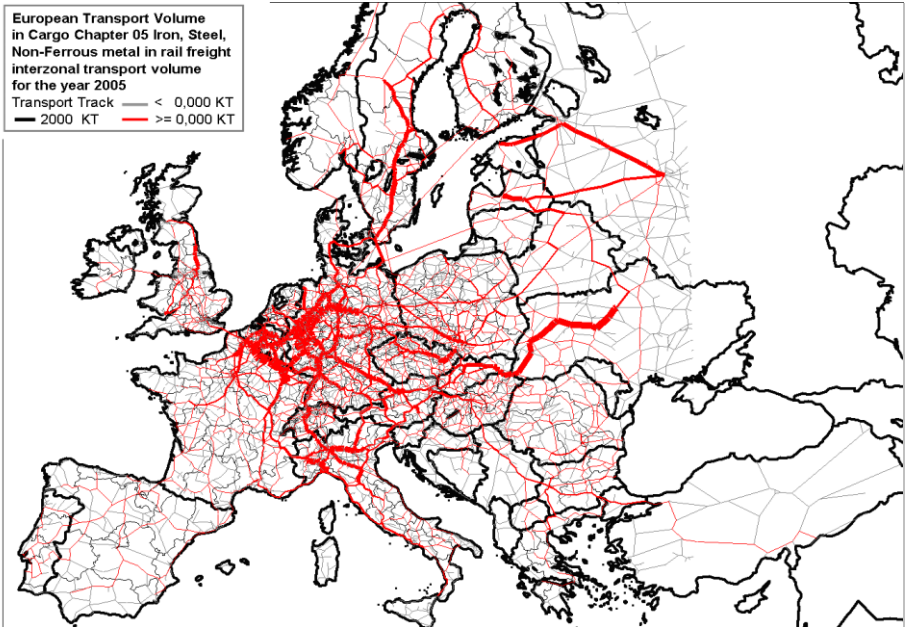 European Transport Volume
in Cargo Chapter 05 Iron, Steel,
Non-Ferrous metal in rail freight
interzonal transport volume
for the year 2005
Transport Track < 0,000 KT
2000 KT >= 0,000 KT